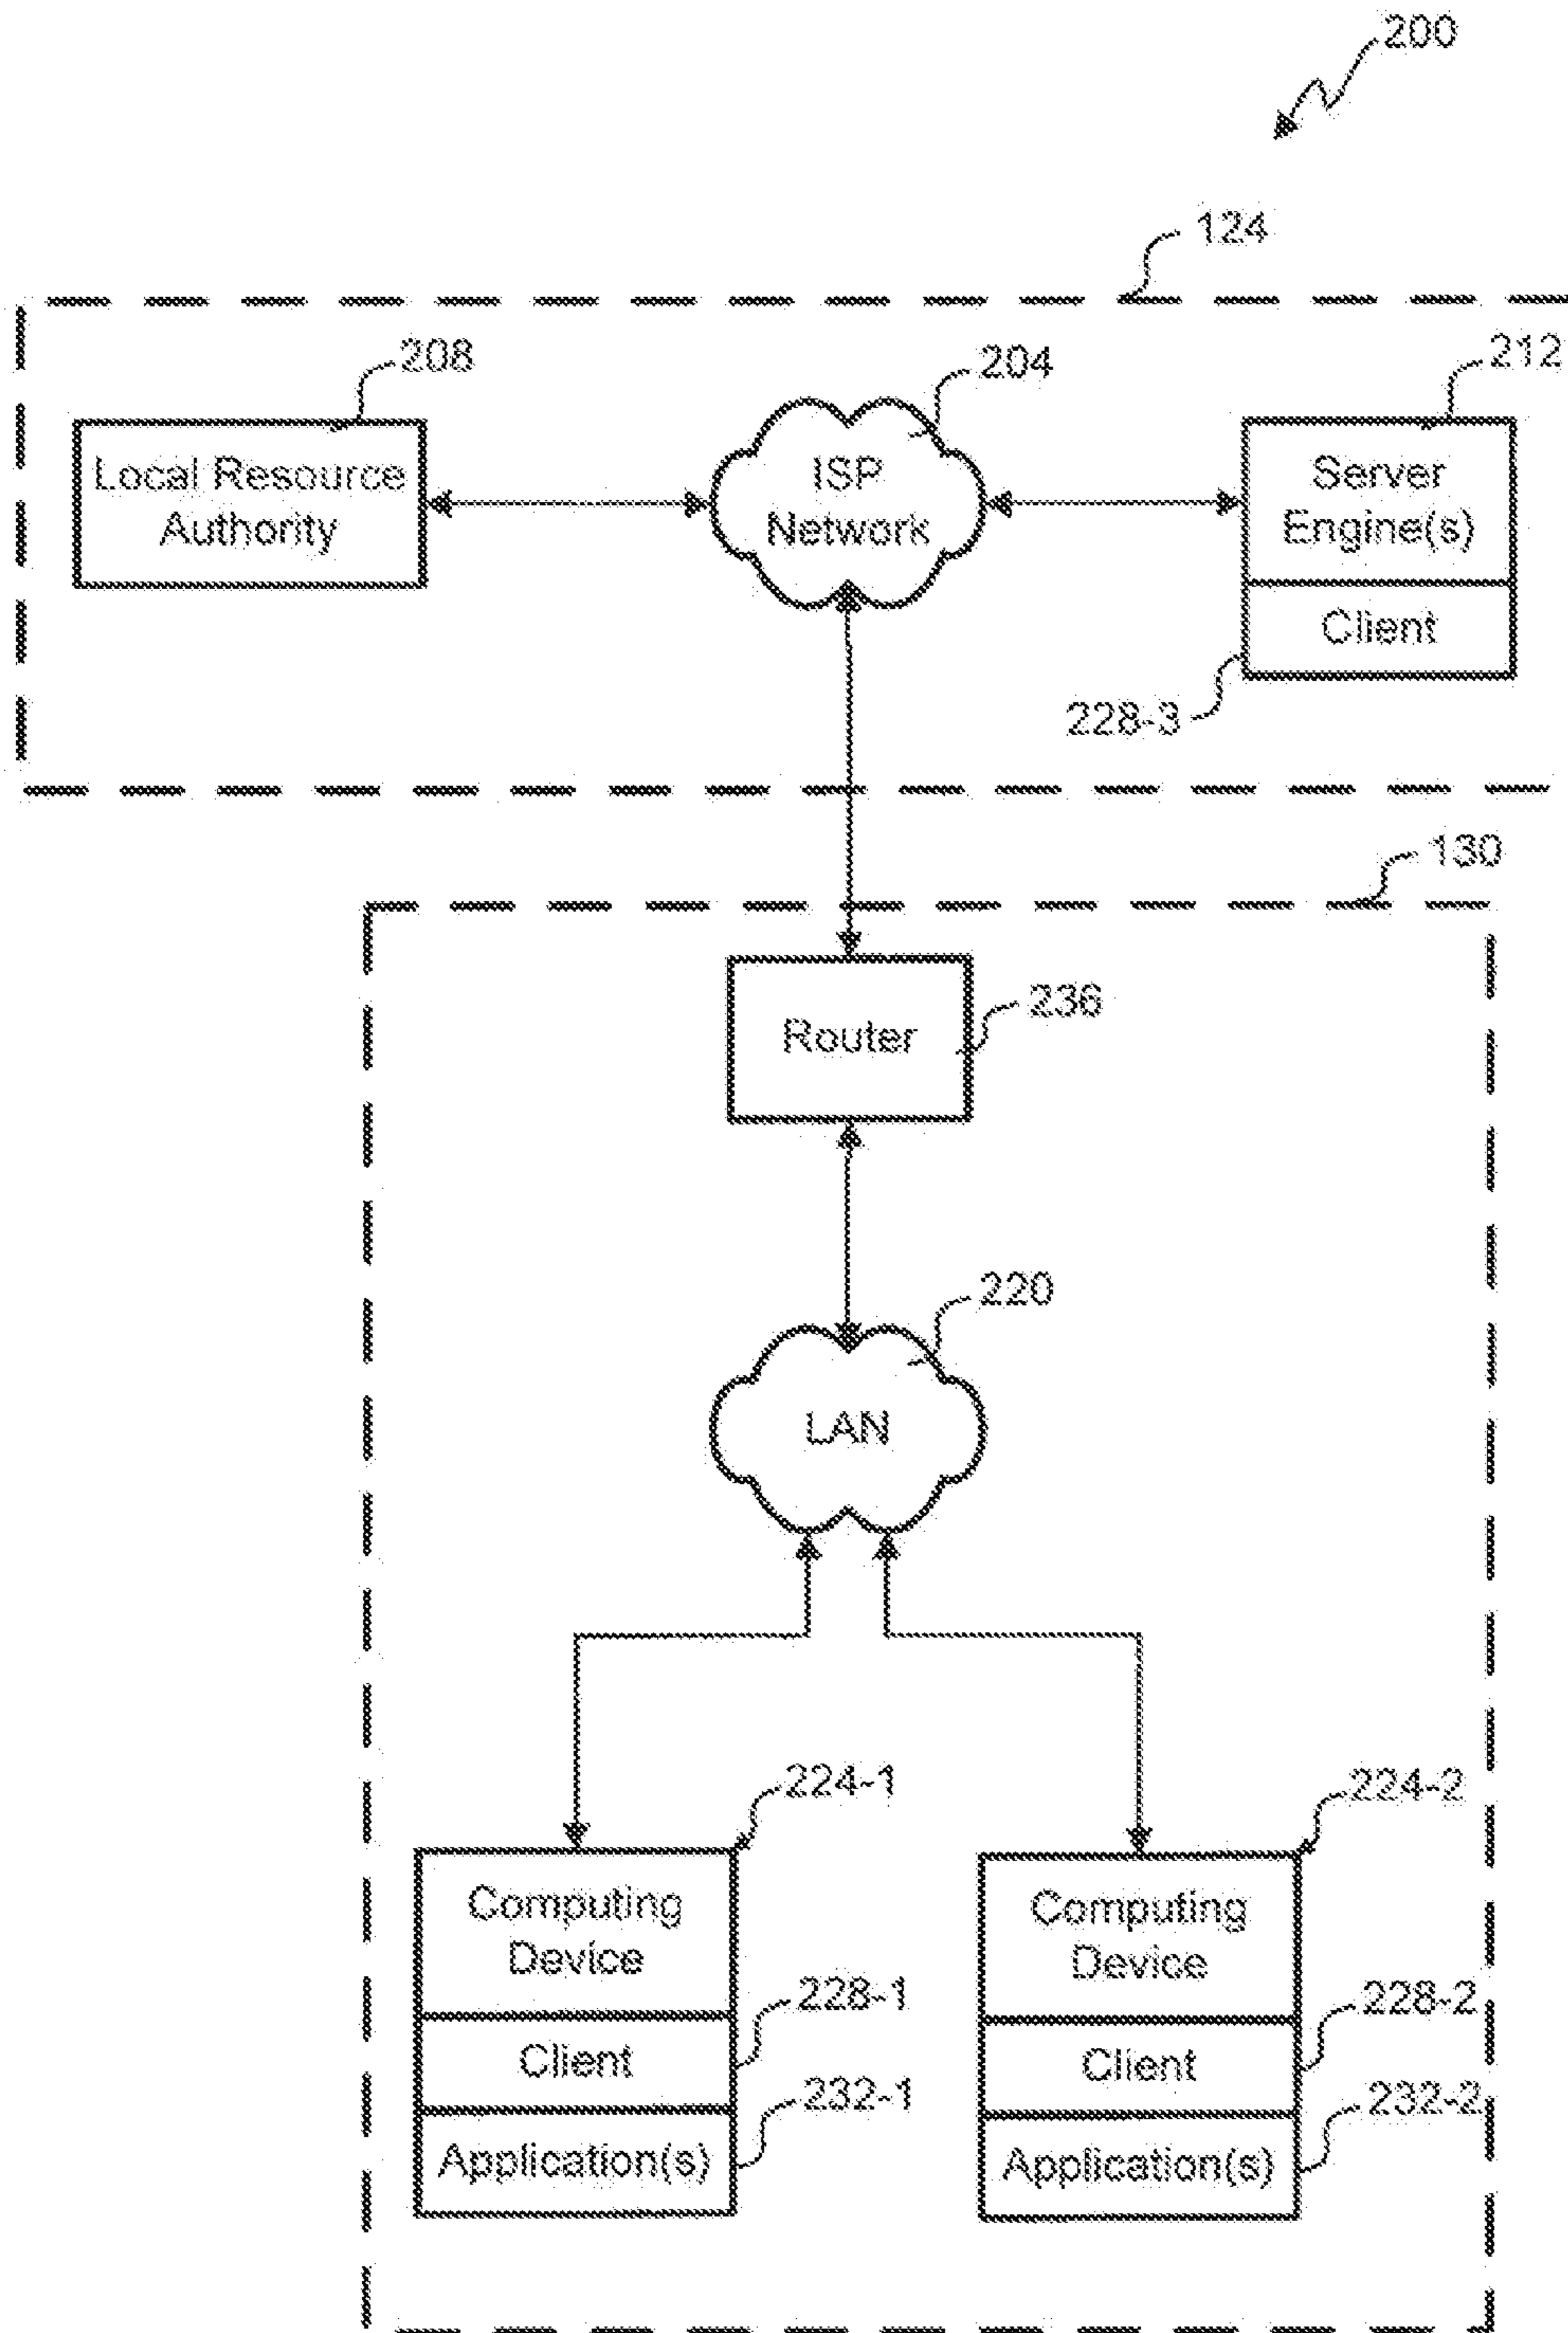 200
124
208
204
212
Local Resource
Authority
ISP
Network
Server
Engine(s)
Client
228-3
130
Router
236
220
LAN
224-1
224-2
Computing
Device
Computing
Device
228-1
228-2
Client
Client
232-1
232-2
Application(s)
Application(s)